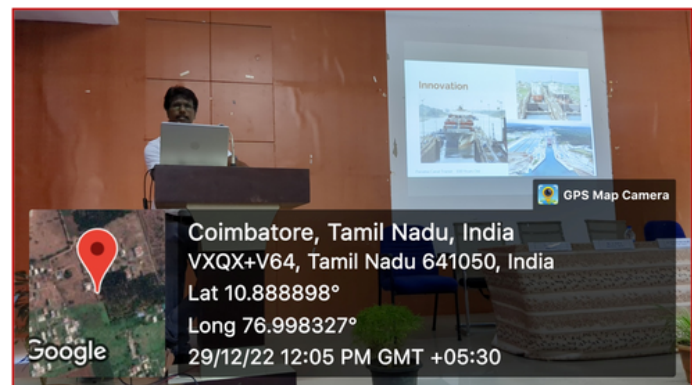 Innovation
GPS Map Camera
Coimbatore, Tamil Nadu, India
VXQX+V64, Tamil Nadu 641050, India
Lat 10.888898°
Long 76.998327°
29/12/22 12:05 PM GMT +05:30
Google